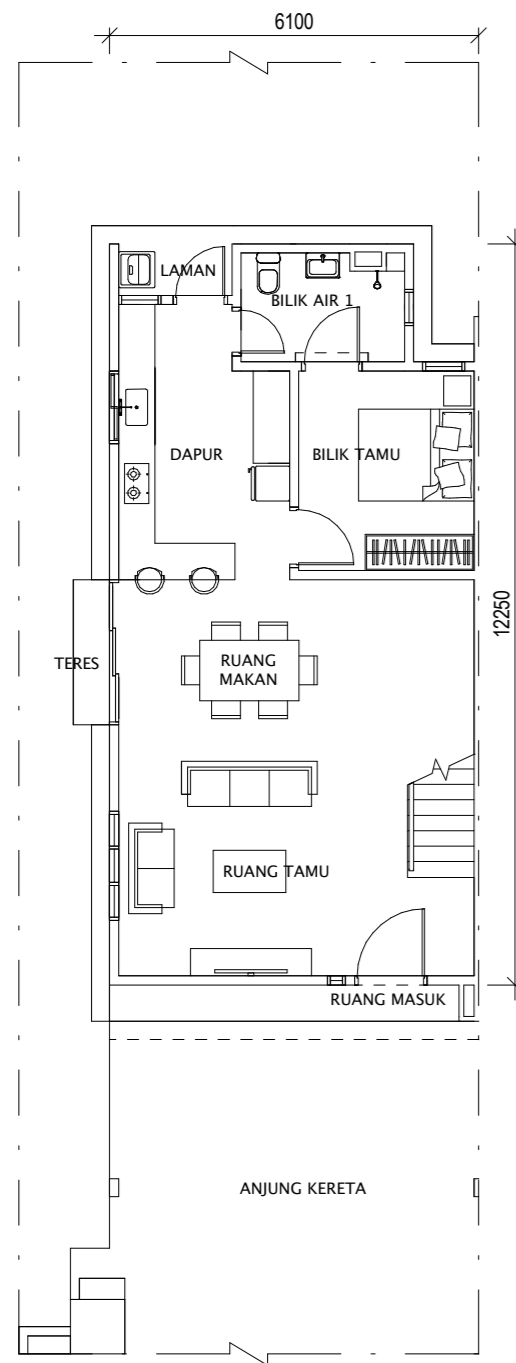 6100
LAMAN
BILIK AIR 1
DAPUR
BILIK TAMU
12250
TERES
RUANG
MAKAN
RUANG TAMU
RUANG MASUK
ANJUNG KERETA